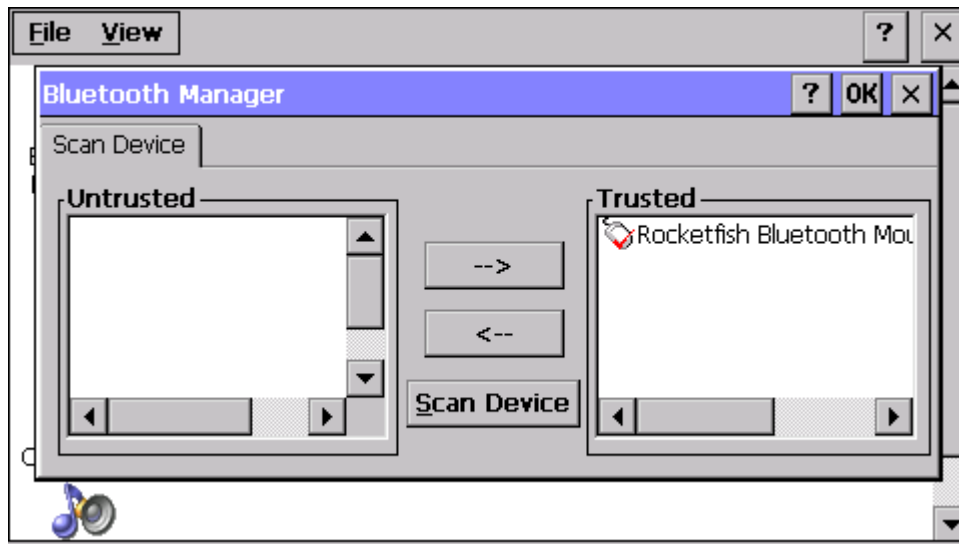 File View ? ×
Bluetooth Manager ? OK ×
Scan Device
Untrusted
Trusted
Rocketfish Bluetooth Mou
-->
<--
Scan Device